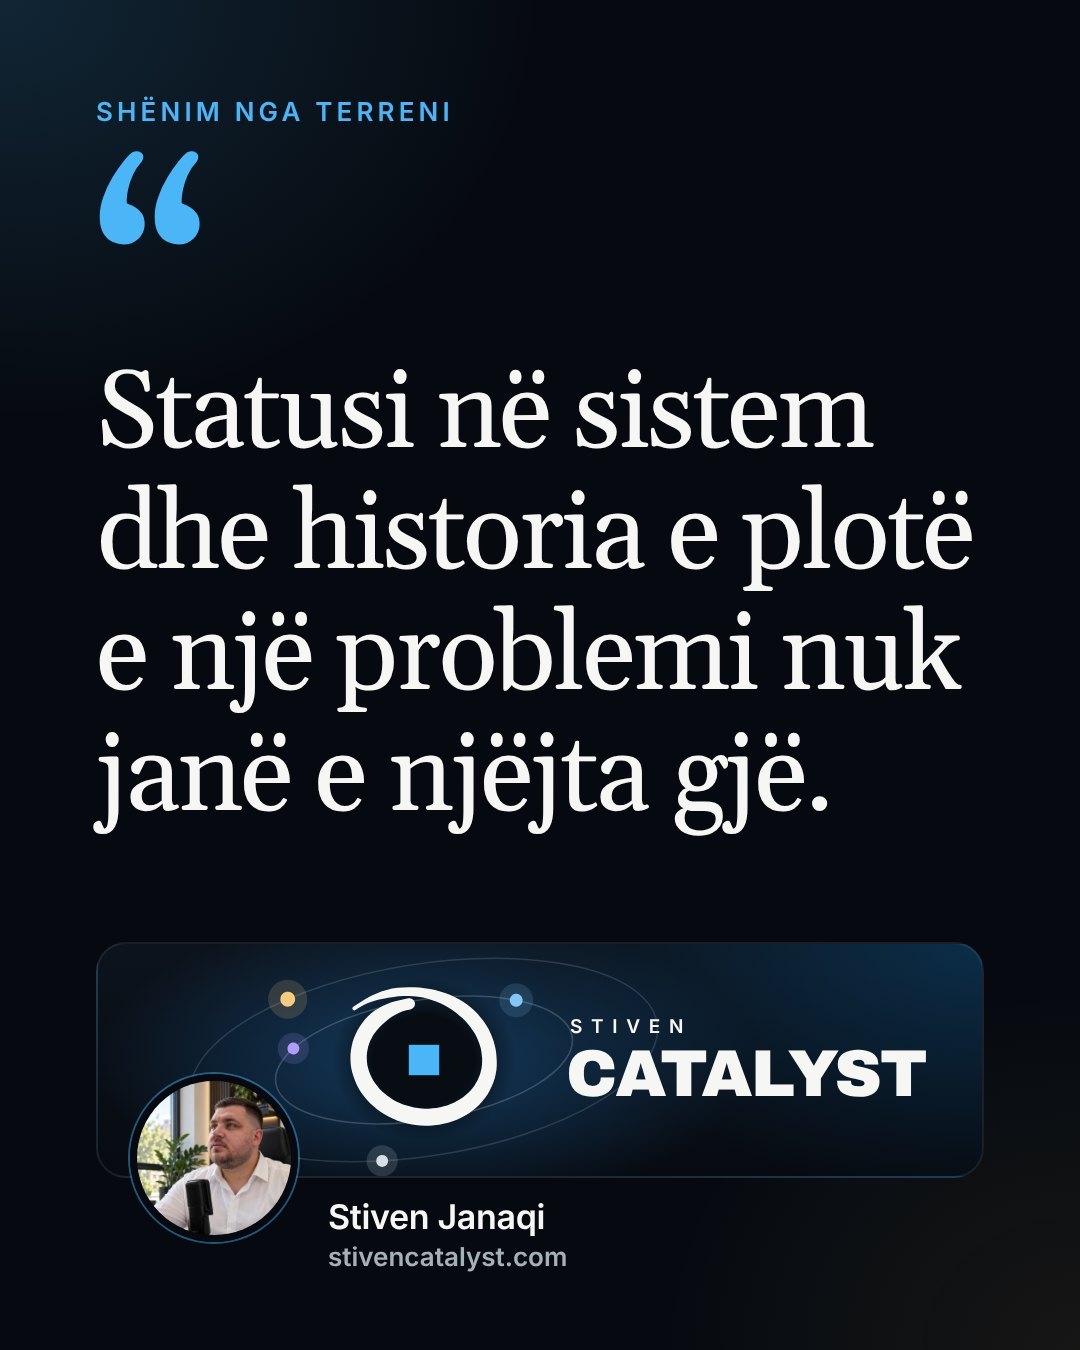 SHËNIM NGA TERRENI
“
Statusi në sistem
dhe historia e plotë
e një problemi nuk
janë e njëjta gjë.
STIVEN
CATALYST
Stiven Janaqi
stivencatalyst.com